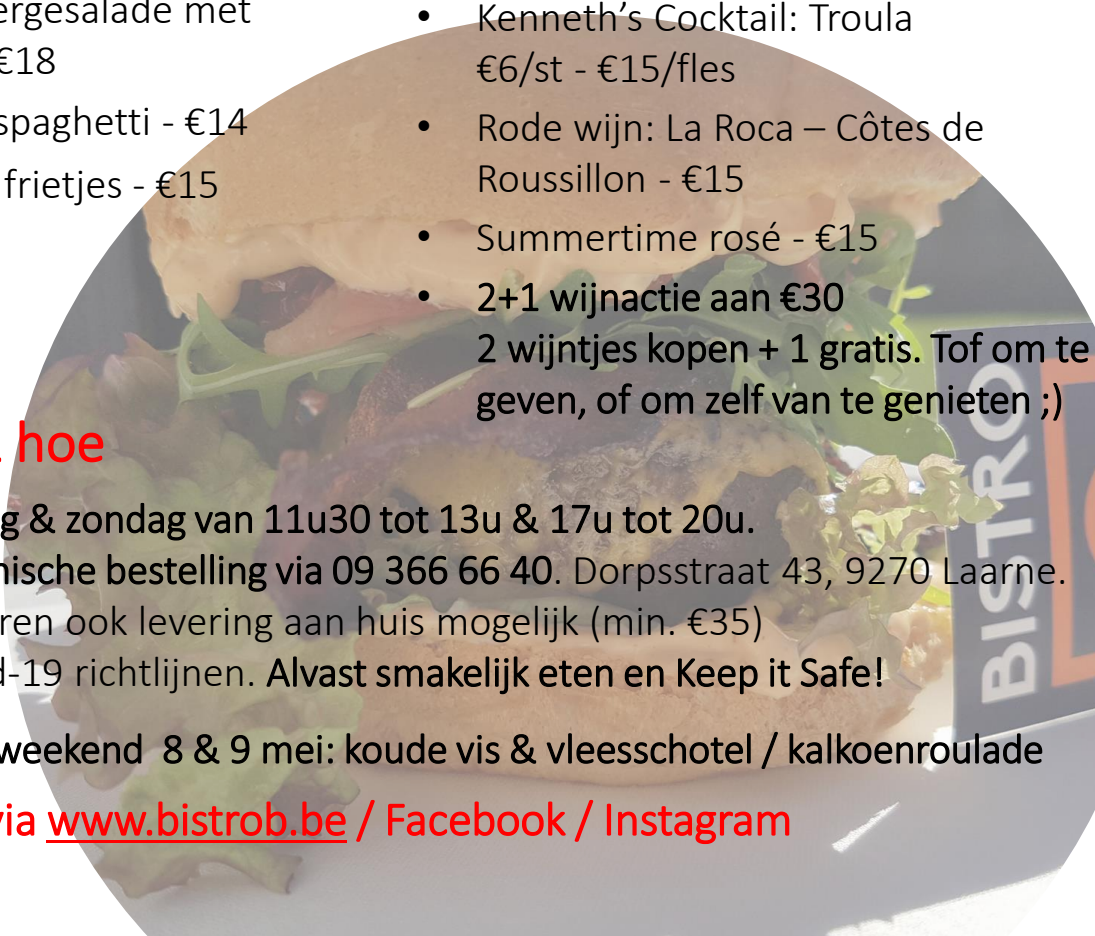 ergesalade met
€18
spaghetti - €14
frietjes - €15
• Kenneth's Cocktail: Troula
€6/st - €15/fles
• Rode wijn: La Roca – Côtes de
Roussillon - €15
• Summertime rosé - €15
• 2+1 wijnactie aan €30
2 wijntjes kopen + 1 gratis. Tof om te
geven, of om zelf van te genieten ;)
hoe
g & zondag van 11u30 tot 13u & 17u tot 20u.
nische bestelling via 09 366 66 40. Dorpsstraat 43, 9270 Laarne.
ren ook levering aan huis mogelijk (min. €35)
d-19 richtlijnen. Alvast smakelijk eten en Keep it Safe!
weekend 8 & 9 mei: koude vis & vleesschotel / kalkoenroulade
via www.bistrob.be / Facebook / Instagram
BISTRO